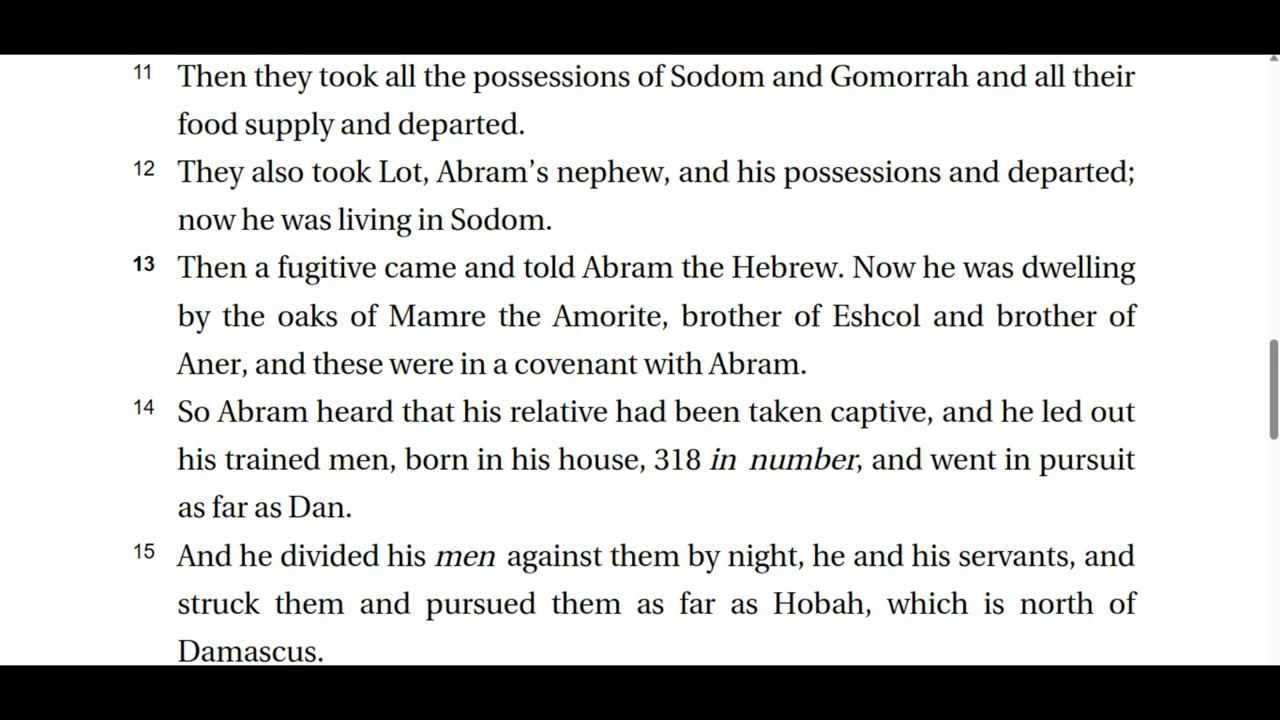 11 Then they took all the possessions of Sodom and Gomorrah and all their
food supply and departed.
12 They also took Lot, Abram’s nephew, and his possessions and departed;
now he was living in Sodom.
13 Then a fugitive came and told Abram the Hebrew. Now he was dwelling
by the oaks of Mamre the Amorite, brother of Eshcol and brother of
Aner, and these were in a covenant with Abram.
14 So Abram heard that his relative had been taken captive, and he led out
his trained men, born in his house, 318 in number, and went in pursuit
as far as Dan.
15 And he divided his men against them by night, he and his servants, and
struck them and pursued them as far as Hobah, which is north of
Damascus.